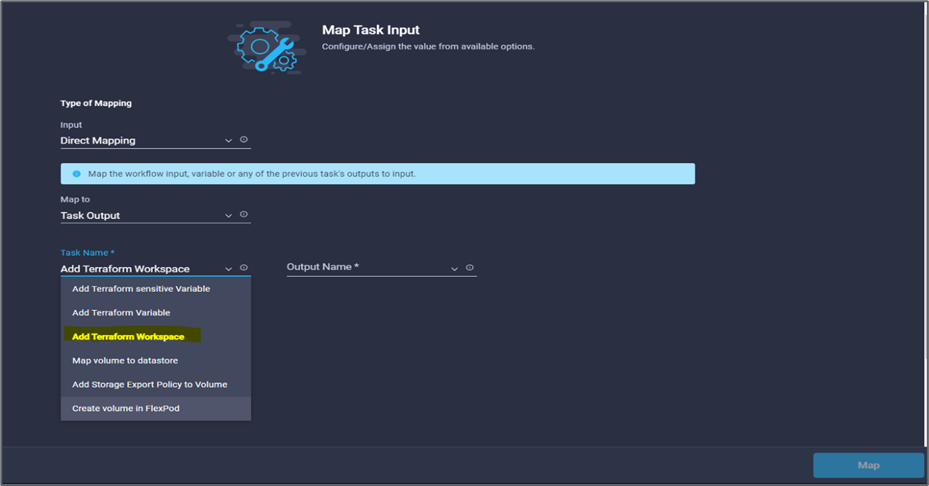 Map Task Input
Configure/Assign the value from available options.
Type of Mapping
Input
Direct Mapping
Map the workflow input, variable or any of the previous task's outputs to input.
Map to
Task Output
Task Name *
Add Terraform Workspace
Output Name *
Add Terraform sensitive Variable
Add Terraform Variable
Add Terraform Workspace
Map volume to datastore
Add Storage Export Policy to Volume
Create volume in FlexPod
Map